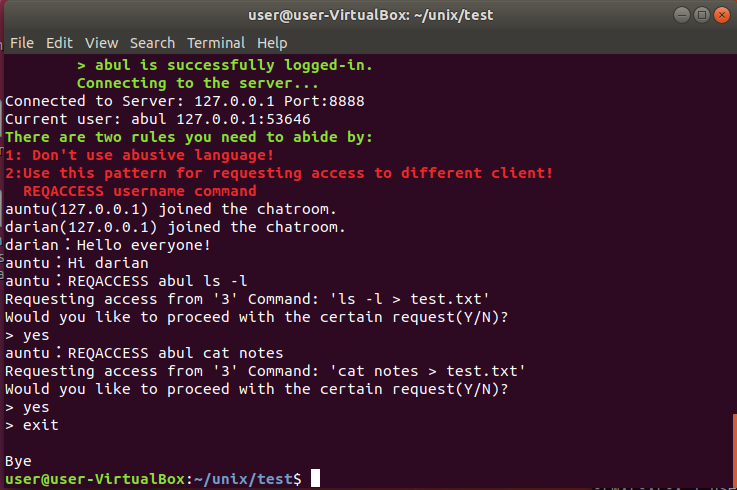 user@user-VirtualBox: ~/unix/test
File Edit View Search Terminal Help
> abul is successfully logged-in.
Connecting to the server...
Connected to Server: 127.0.0.1 Port:8888
Current user: abul 127.0.0.1:53646
There are two rules you need to abide by:
1: Don't use abusive language!
2:Use this pattern for requesting access to different client!
REQACCESS username command
auntu(127.0.0.1) joined the chatroom.
darian(127.0.0.1) joined the chatroom.
darian：Hello everyone!
auntu：Hi darian
auntu：REQACCESS abul ls -l
Requesting access from '3' Command: 'ls -l > test.txt'
Would you like to proceed with the certain request(Y/N)?
> yes
auntu：REQACCESS abul cat notes
Requesting access from '3' Command: 'cat notes > test.txt'
Would you like to proceed with the certain request(Y/N)?
> yes
> exit
Bye
user@user-VirtualBox:~/unix/test$